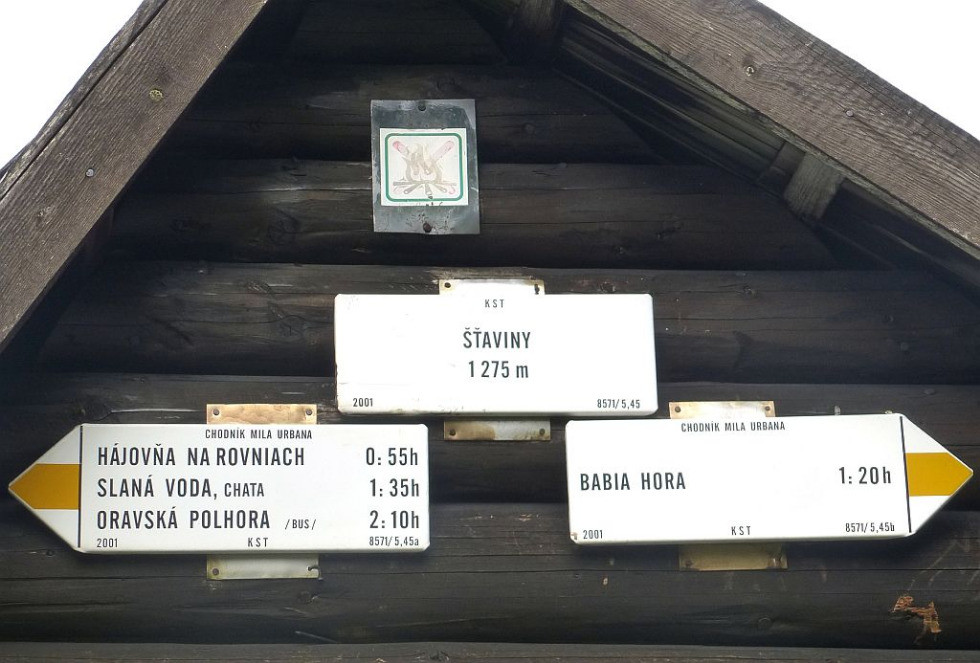 KST
ŠŤAVINY
1 275 m
2001 8571/5,45
CHODNÍK MILA URBANA
HÁJOVŇA NA ROVNIACH 0:55h
SLANÁ VODA, CHATA 1:35h
ORAVSKÁ POLHORA /BUS/ 2:10h
2001 KST 8571/5,45a
CHODNÍK MILA URBANA
BABIA HORA 1:20h
2001 KST 8571/5,45b